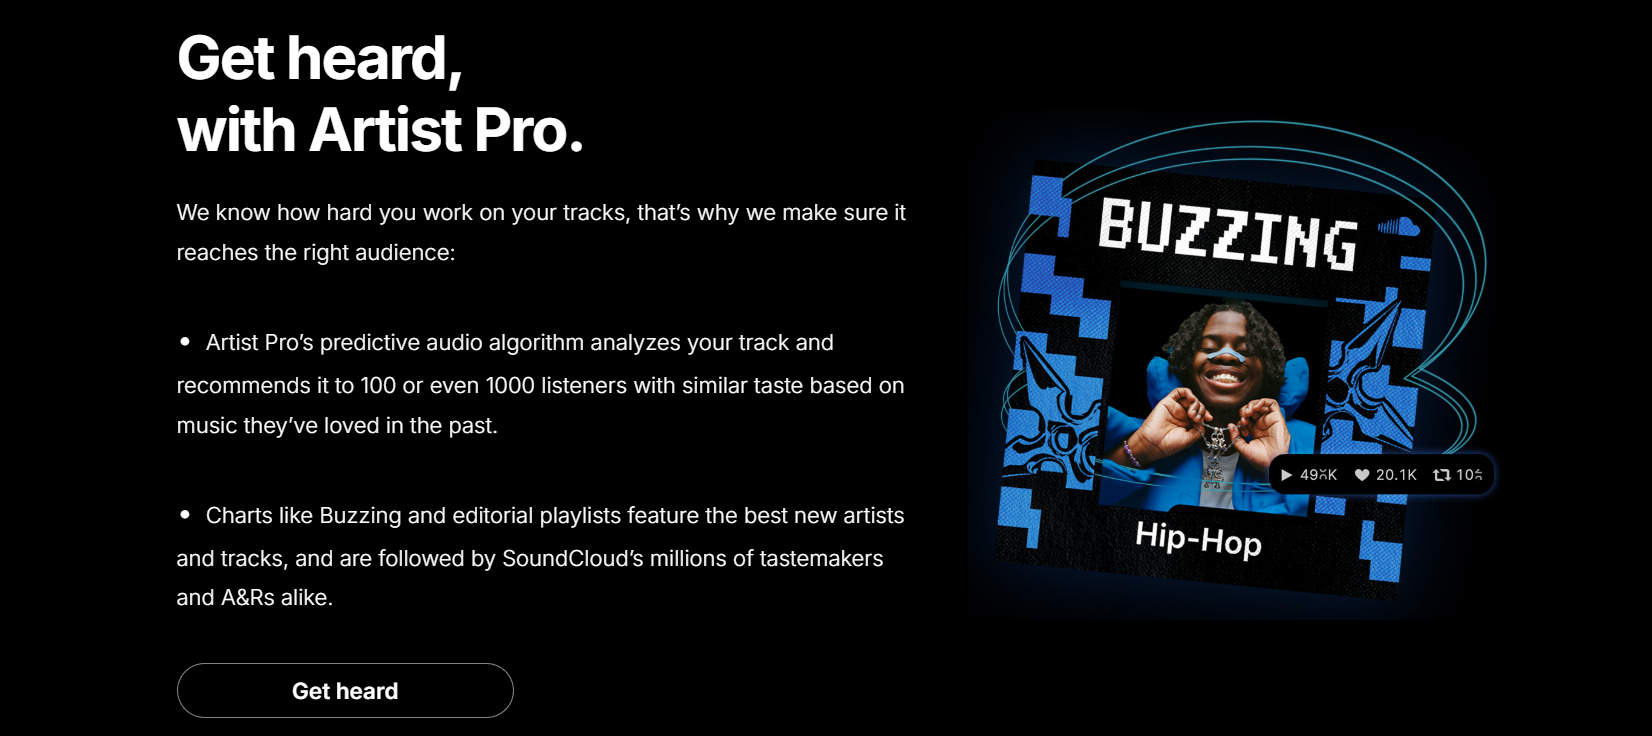 Get heard,
with Artist Pro.
We know how hard you work on your tracks, that’s why we make sure it
reaches the right audience:
• Artist Pro’s predictive audio algorithm analyzes your track and
recommends it to 100 or even 1000 listeners with similar taste based on
music they’ve loved in the past.
• Charts like Buzzing and editorial playlists feature the best new artists
and tracks, and are followed by SoundCloud’s millions of tastemakers
and A&Rs alike.
Get heard
BUZZING
20.1K
Hip-Hop